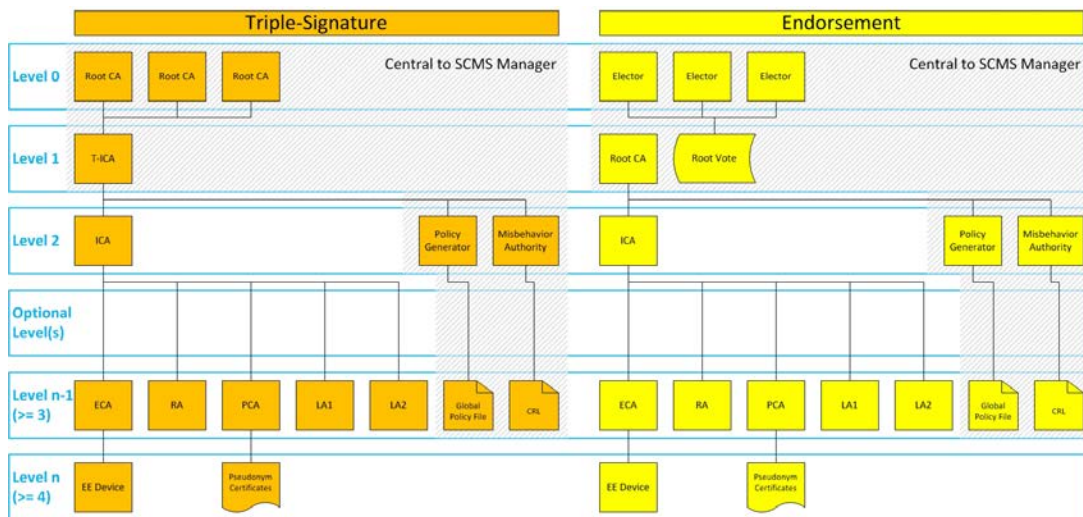 Triple-Signature
Endorsement
Level 0
Root CA
Root CA
Root CA
Central to SCMS Manager
Elector
Elector
Elector
Central to SCMS Manager
Level 1
T-ICA
Root CA
Root Vote
Level 2
ICA
Policy
Generator
Misbehavior
Authority
ICA
Policy
Generator
Misbehavior
Authority
Optional
Level(s)
Level n-1
(>= 3)
ECA
RA
PCA
LA1
LA2
Global
Policy File
CRL
ECA
RA
PCA
LA1
LA2
Global
Policy File
CRL
Level n
(>= 4)
EE Device
Pseudonym
Certificates
EE Device
Pseudonym
Certificates